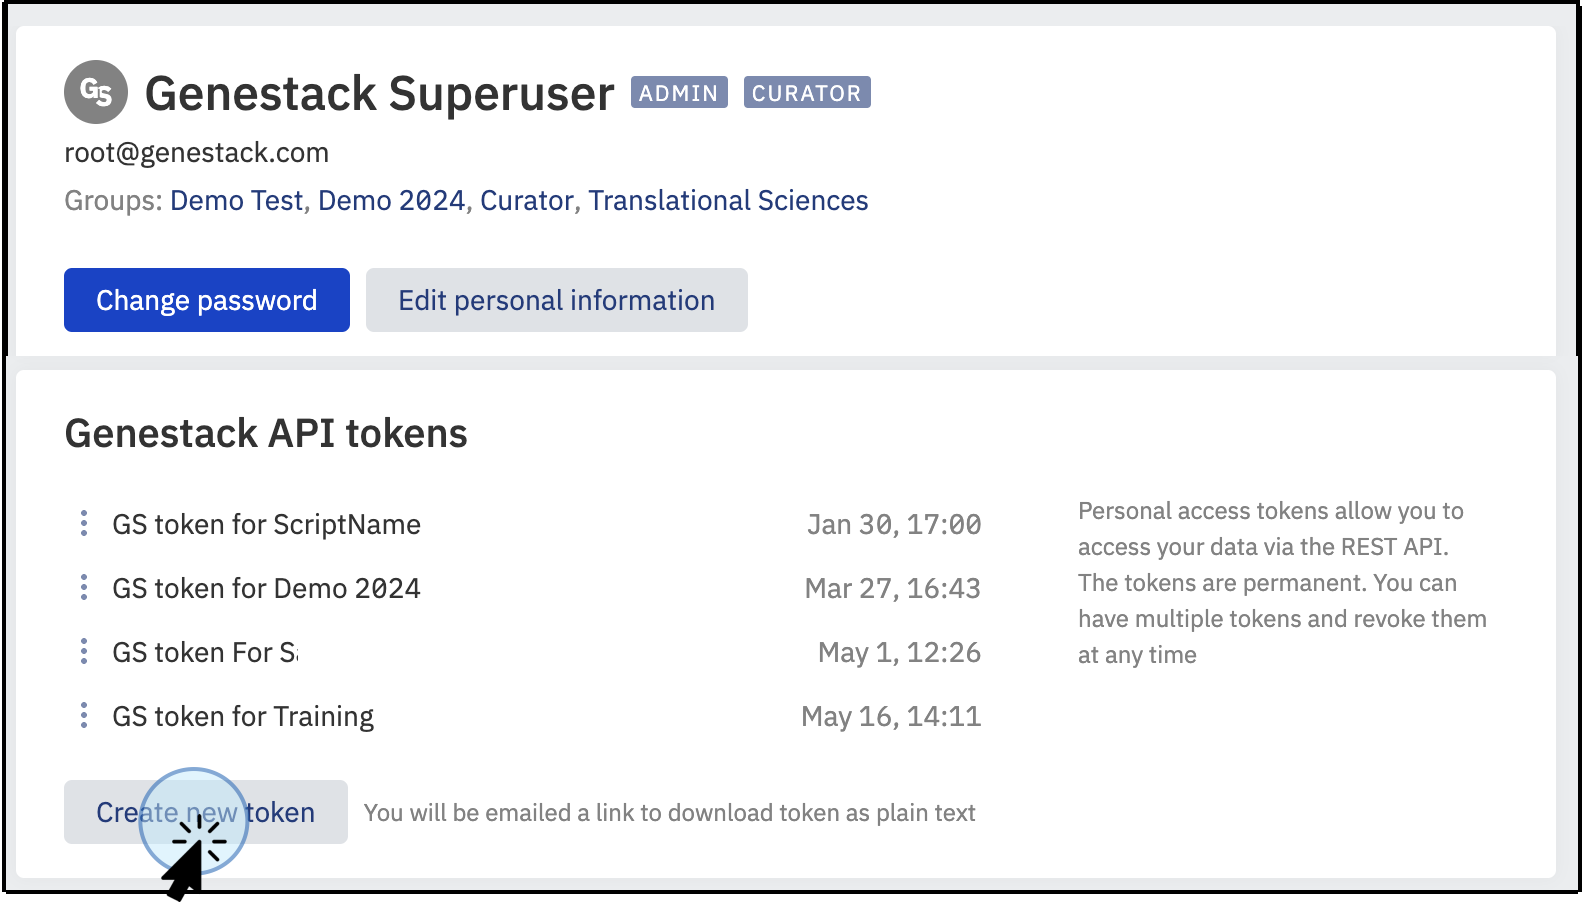 GS Genestack Superuser ADMIN CURATOR
root@genestack.com
Groups: Demo Test, Demo 2024, Curator, Translational Sciences
Change password Edit personal information
Genestack API tokens
GS token for ScriptName Jan 30, 17:00
GS token for Demo 2024 Mar 27, 16:43
GS token For May 1, 12:26
GS token for Training May 16, 14:11
Personal access tokens allow you to
access your data via the REST API.
The tokens are permanent. You can
have multiple tokens and revoke them
at any time
Create new token You will be emailed a link to download token as plain text